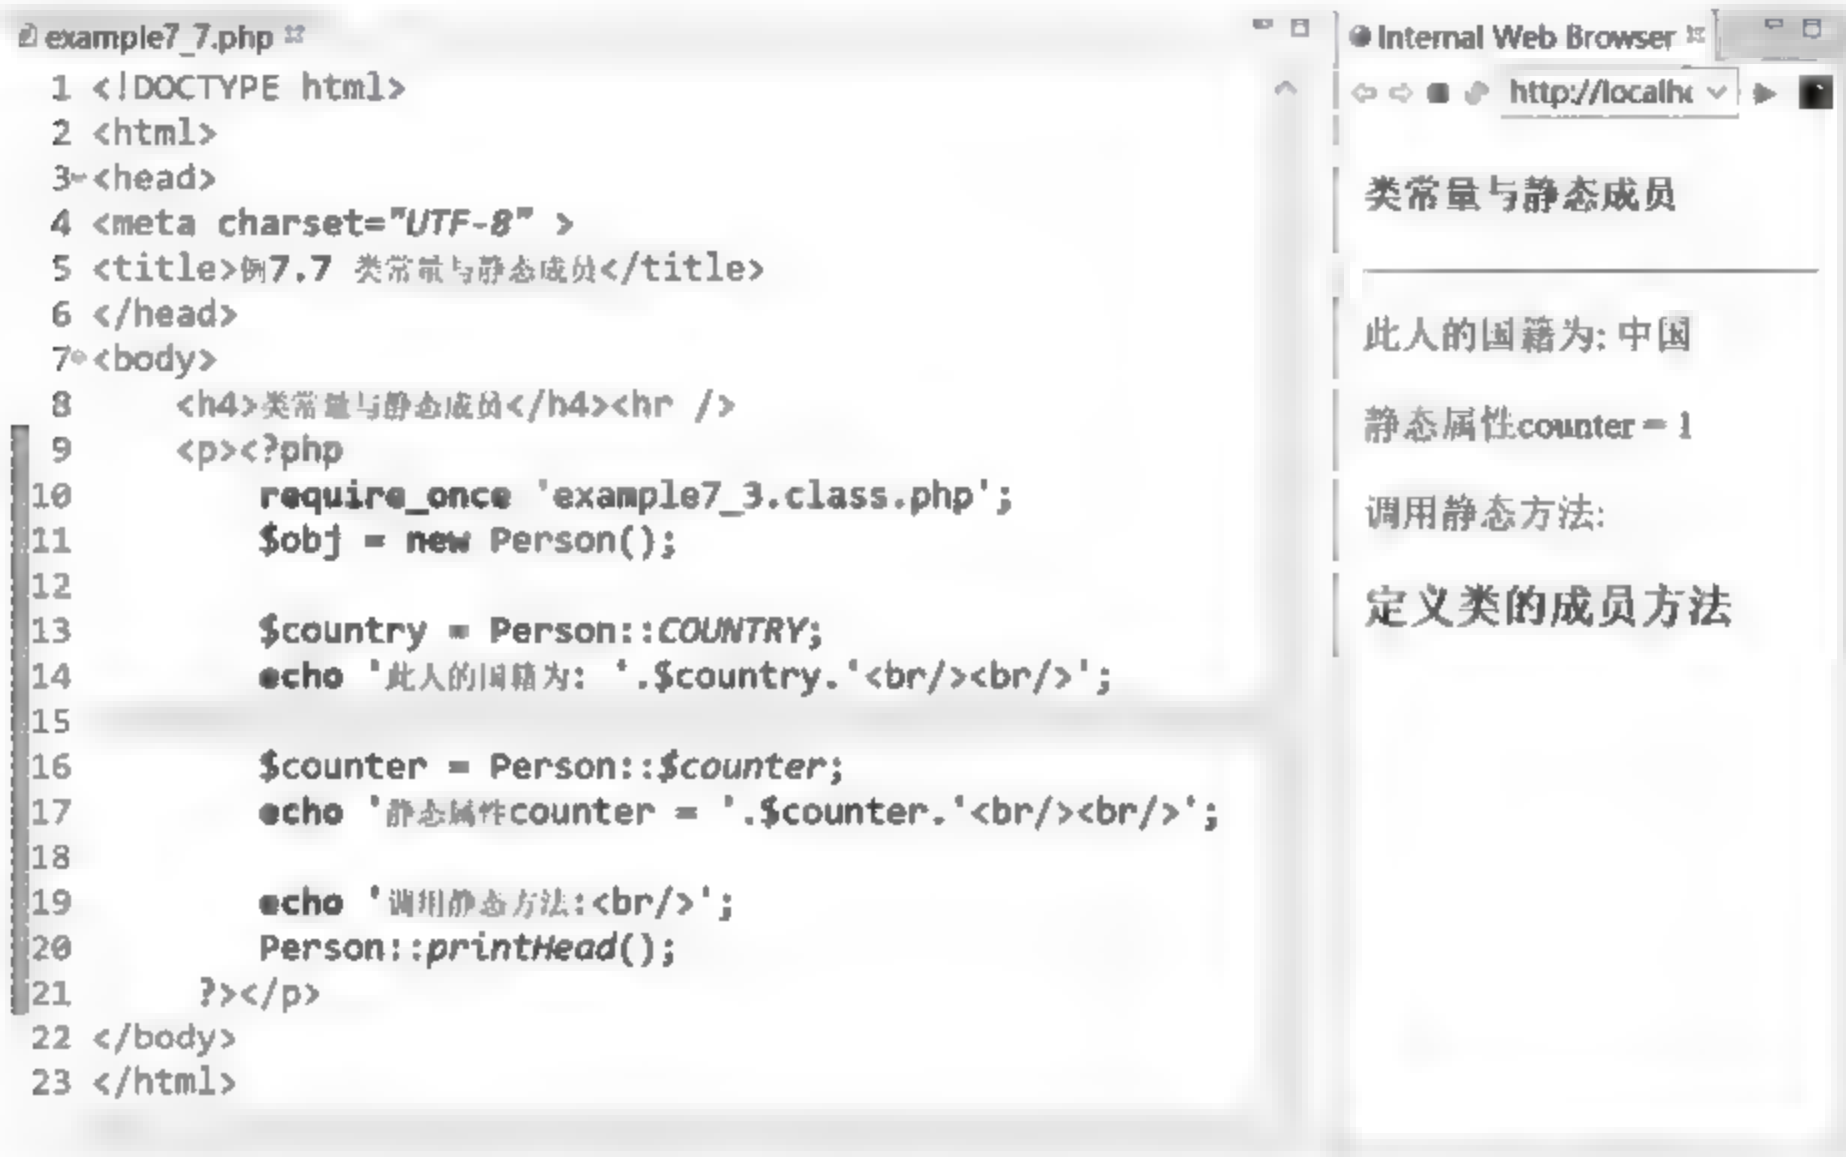 example7_7.php
1 <!DOCTYPE html>
2 <html>
3 <head>
4 <meta charset="UTF-8" >
5 <title>例7.7 类常量与静态成员</title>
6 </head>
7 <body>
8 <h4>类常量与静态成员</h4><hr />
9 <p><?php
10 require_once 'example7_3.class.php';
11 $obj = new Person();
12
13 $country = Person::COUNTRY;
14 echo '此人的国籍为: '.$country.'<br/><br/>';
15
16 $counter = Person::$counter;
17 echo '静态属性counter = '.$counter.'<br/><br/>';
18
19 echo '调用静态方法:<br/>';
20 Person::printHead();
21 ?></p>
22 </body>
23 </html>
Internal Web Browser
http://localh
类常量与静态成员
此人的国籍为: 中国
静态属性counter = 1
调用静态方法:
定义类的成员方法